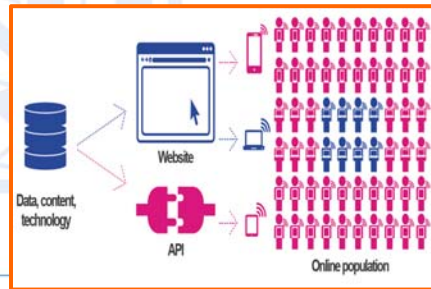 Data, content,
technology
Website
API
Online population